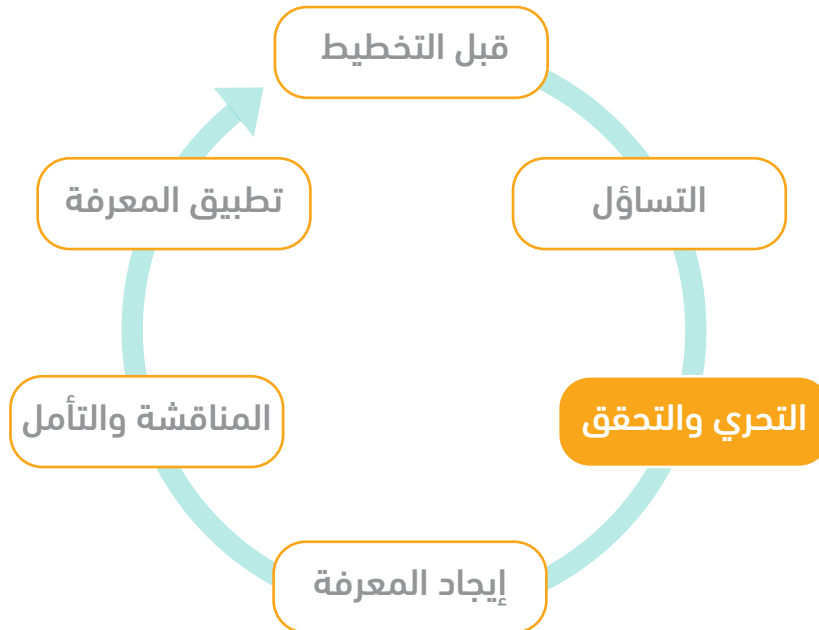 قبل التخطيط
التساؤل
التحري والتحقق
إيجاد المعرفة
المناقشة والتأمل
تطبيق المعرفة